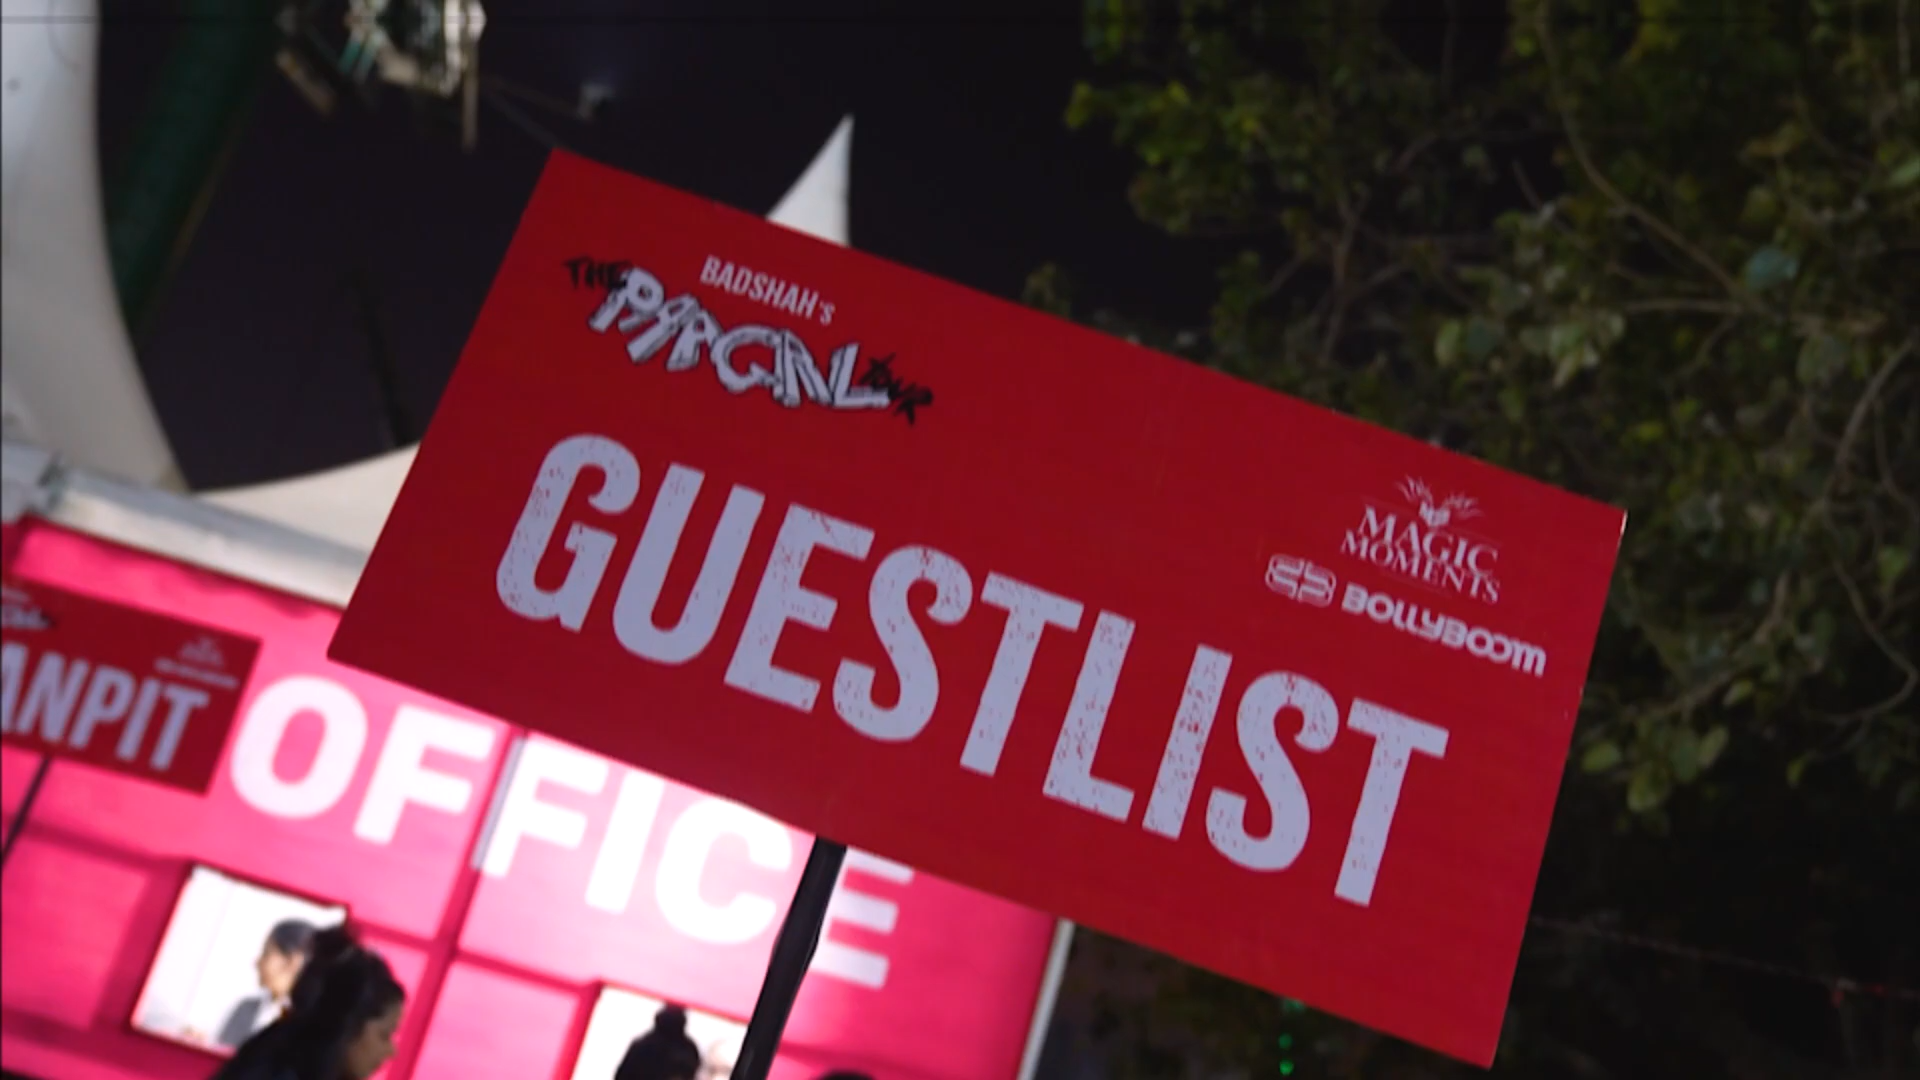 BADSHAH's
THE PAAGAL TOUR
GUESTLIST
MAGIC
MOMENTS
BOLLYBOOM
ANPIT
OFFICE